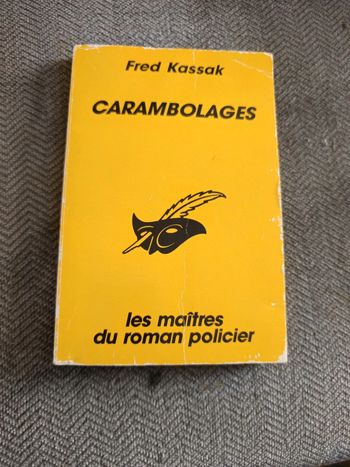 Fred Kassak
CARAMBOLAGES
les maîtres
du roman policier